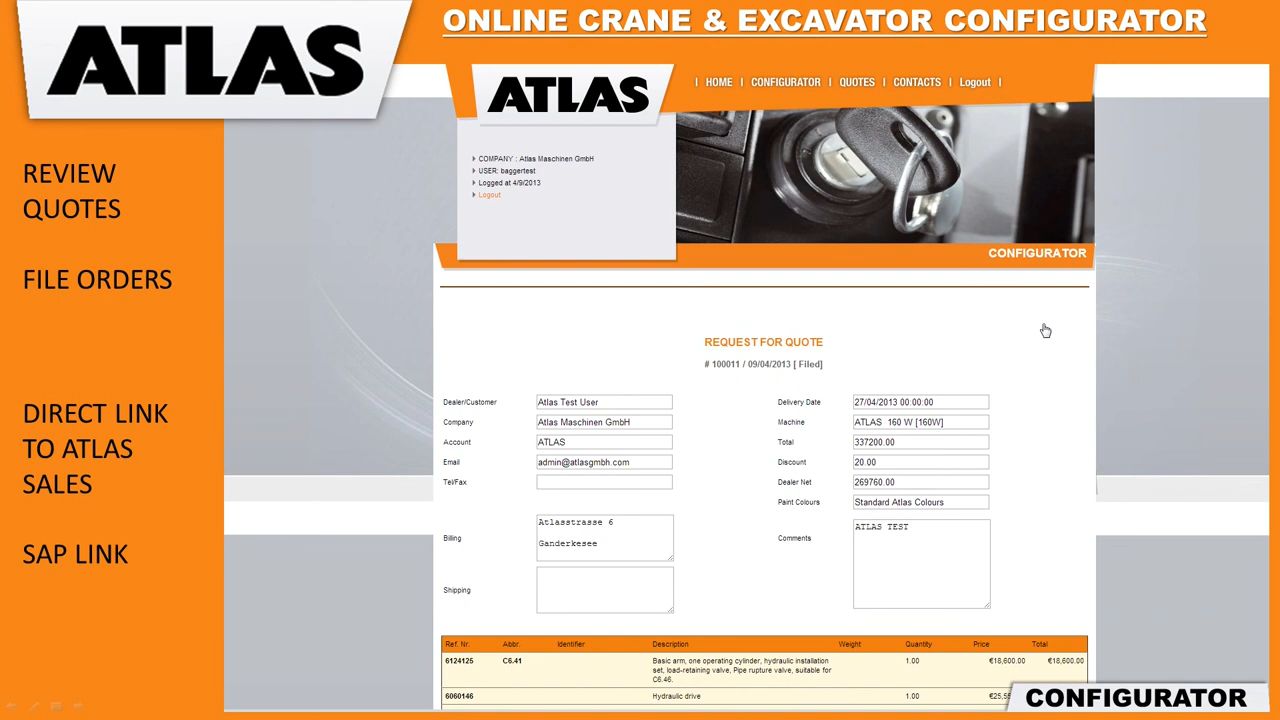 ATLAS
ONLINE CRANE & EXCAVATOR CONFIGURATOR
REVIEW
QUOTES
FILE ORDERS
DIRECT LINK
TO ATLAS
SALES
SAP LINK
ATLAS
| HOME | CONFIGURATOR | QUOTES | CONTACTS | Logout |
COMPANY : Atlas Maschinen GmbH
USER: baggertest
Logged at 4/9/2013
Logout
CONFIGURATOR
REQUEST FOR QUOTE
# 100011 / 09/04/2013 [ Filed]
Dealer/Customer Atlas Test User
Company Atlas Maschinen GmbH
Account ATLAS
Email admin@atlasgmbh.com
Tel/Fax
Billing Atlasstrasse 6
Ganderkesee
Shipping
Delivery Date 27/04/2013 00:00:00
Machine ATLAS 160 W [160W]
Total 337200.00
Discount 20.00
Dealer Net 269760.00
Paint Colours Standard Atlas Colours
Comments ATLAS TEST
Ref. Nr. Abbr. Identifier Description Weight Quantity Price Total
6124125 C6.41 Basic arm, one operating cylinder, hydraulic installation 1.00 €18,600.00 €18,600.00
set, load-retaining valve, Pipe rupture valve, suitable for
C6.46.
6060146 Hydraulic drive 1.00
CONFIGURATOR